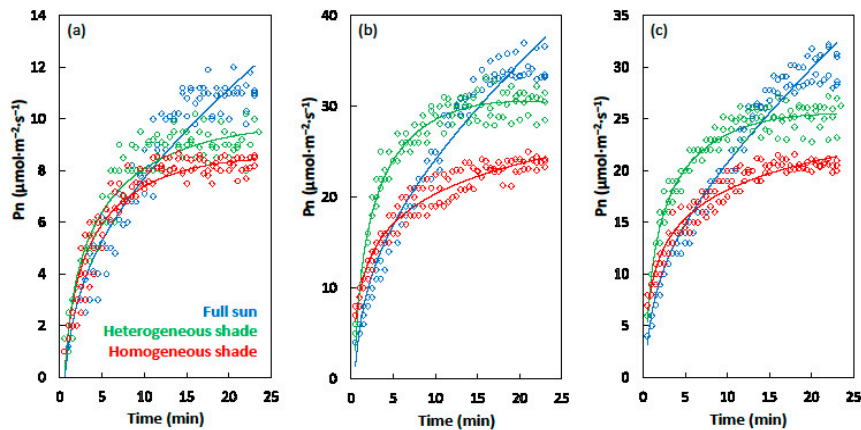 (a)
Pn (μmol·m⁻²·s⁻¹)
14
12
10
8
6
4
2
0
Full sun
Heterogeneous shade
Homogeneous shade
0 5 10 15 20 25
Time (min)
(b)
Pn (μmol·m⁻²·s⁻¹)
40
30
20
10
0
0 5 10 15 20 25
Time (min)
(c)
Pn (μmol·m⁻²·s⁻¹)
35
30
25
20
15
10
5
0
0 5 10 15 20 25
Time (min)